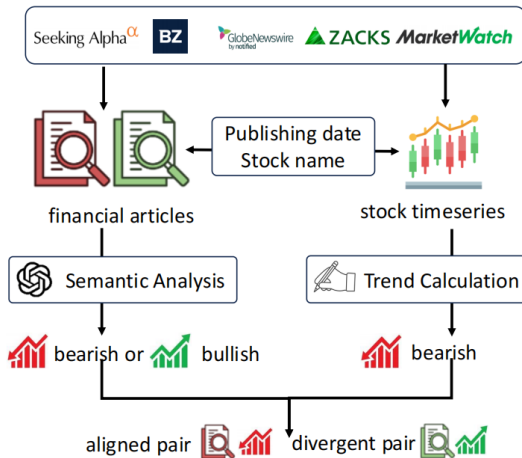 Seeking Alpha α BZ GlobeNewswire by notified ZACKS MarketWatch
Publishing date
Stock name
financial articles
stock timeseries
Semantic Analysis
Trend Calculation
bearish or bullish
bearish
aligned pair
divergent pair